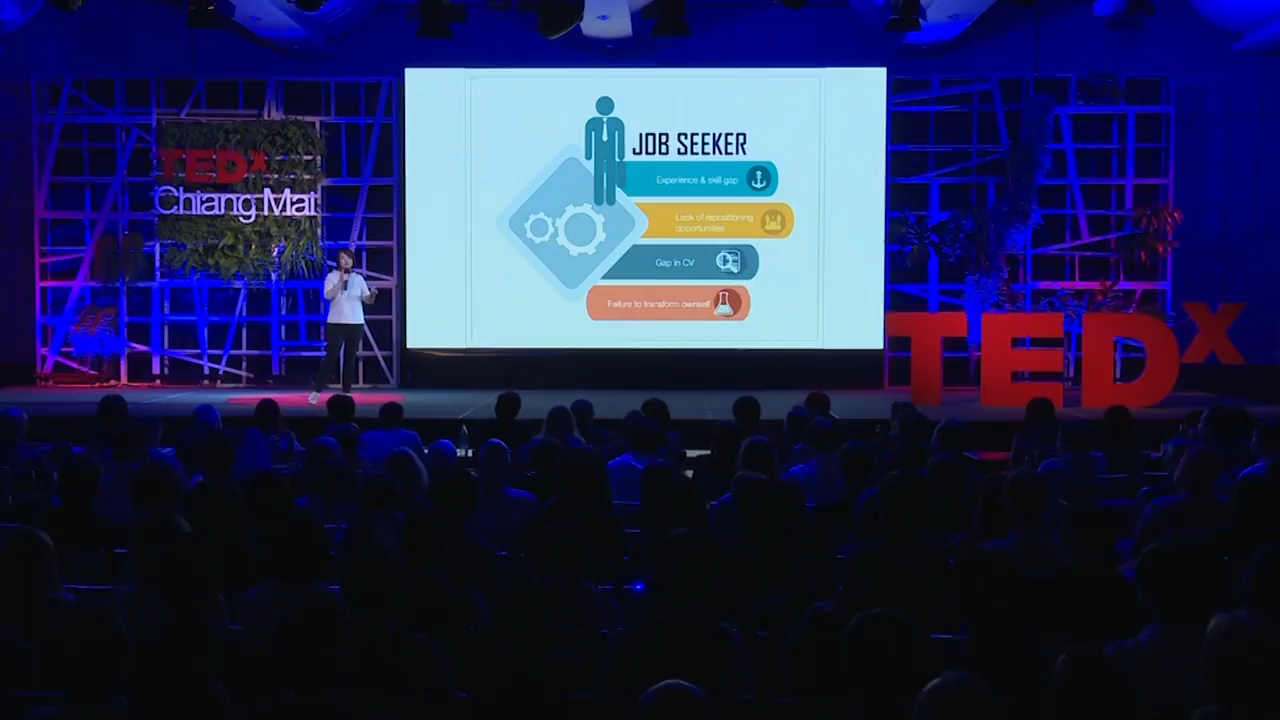 TEDx
Chiang Mai
JOB SEEKER
Experience & skill gap
Lack of repositioning
opportunities
Gap in CV
Failure to transform ownself
TEDx